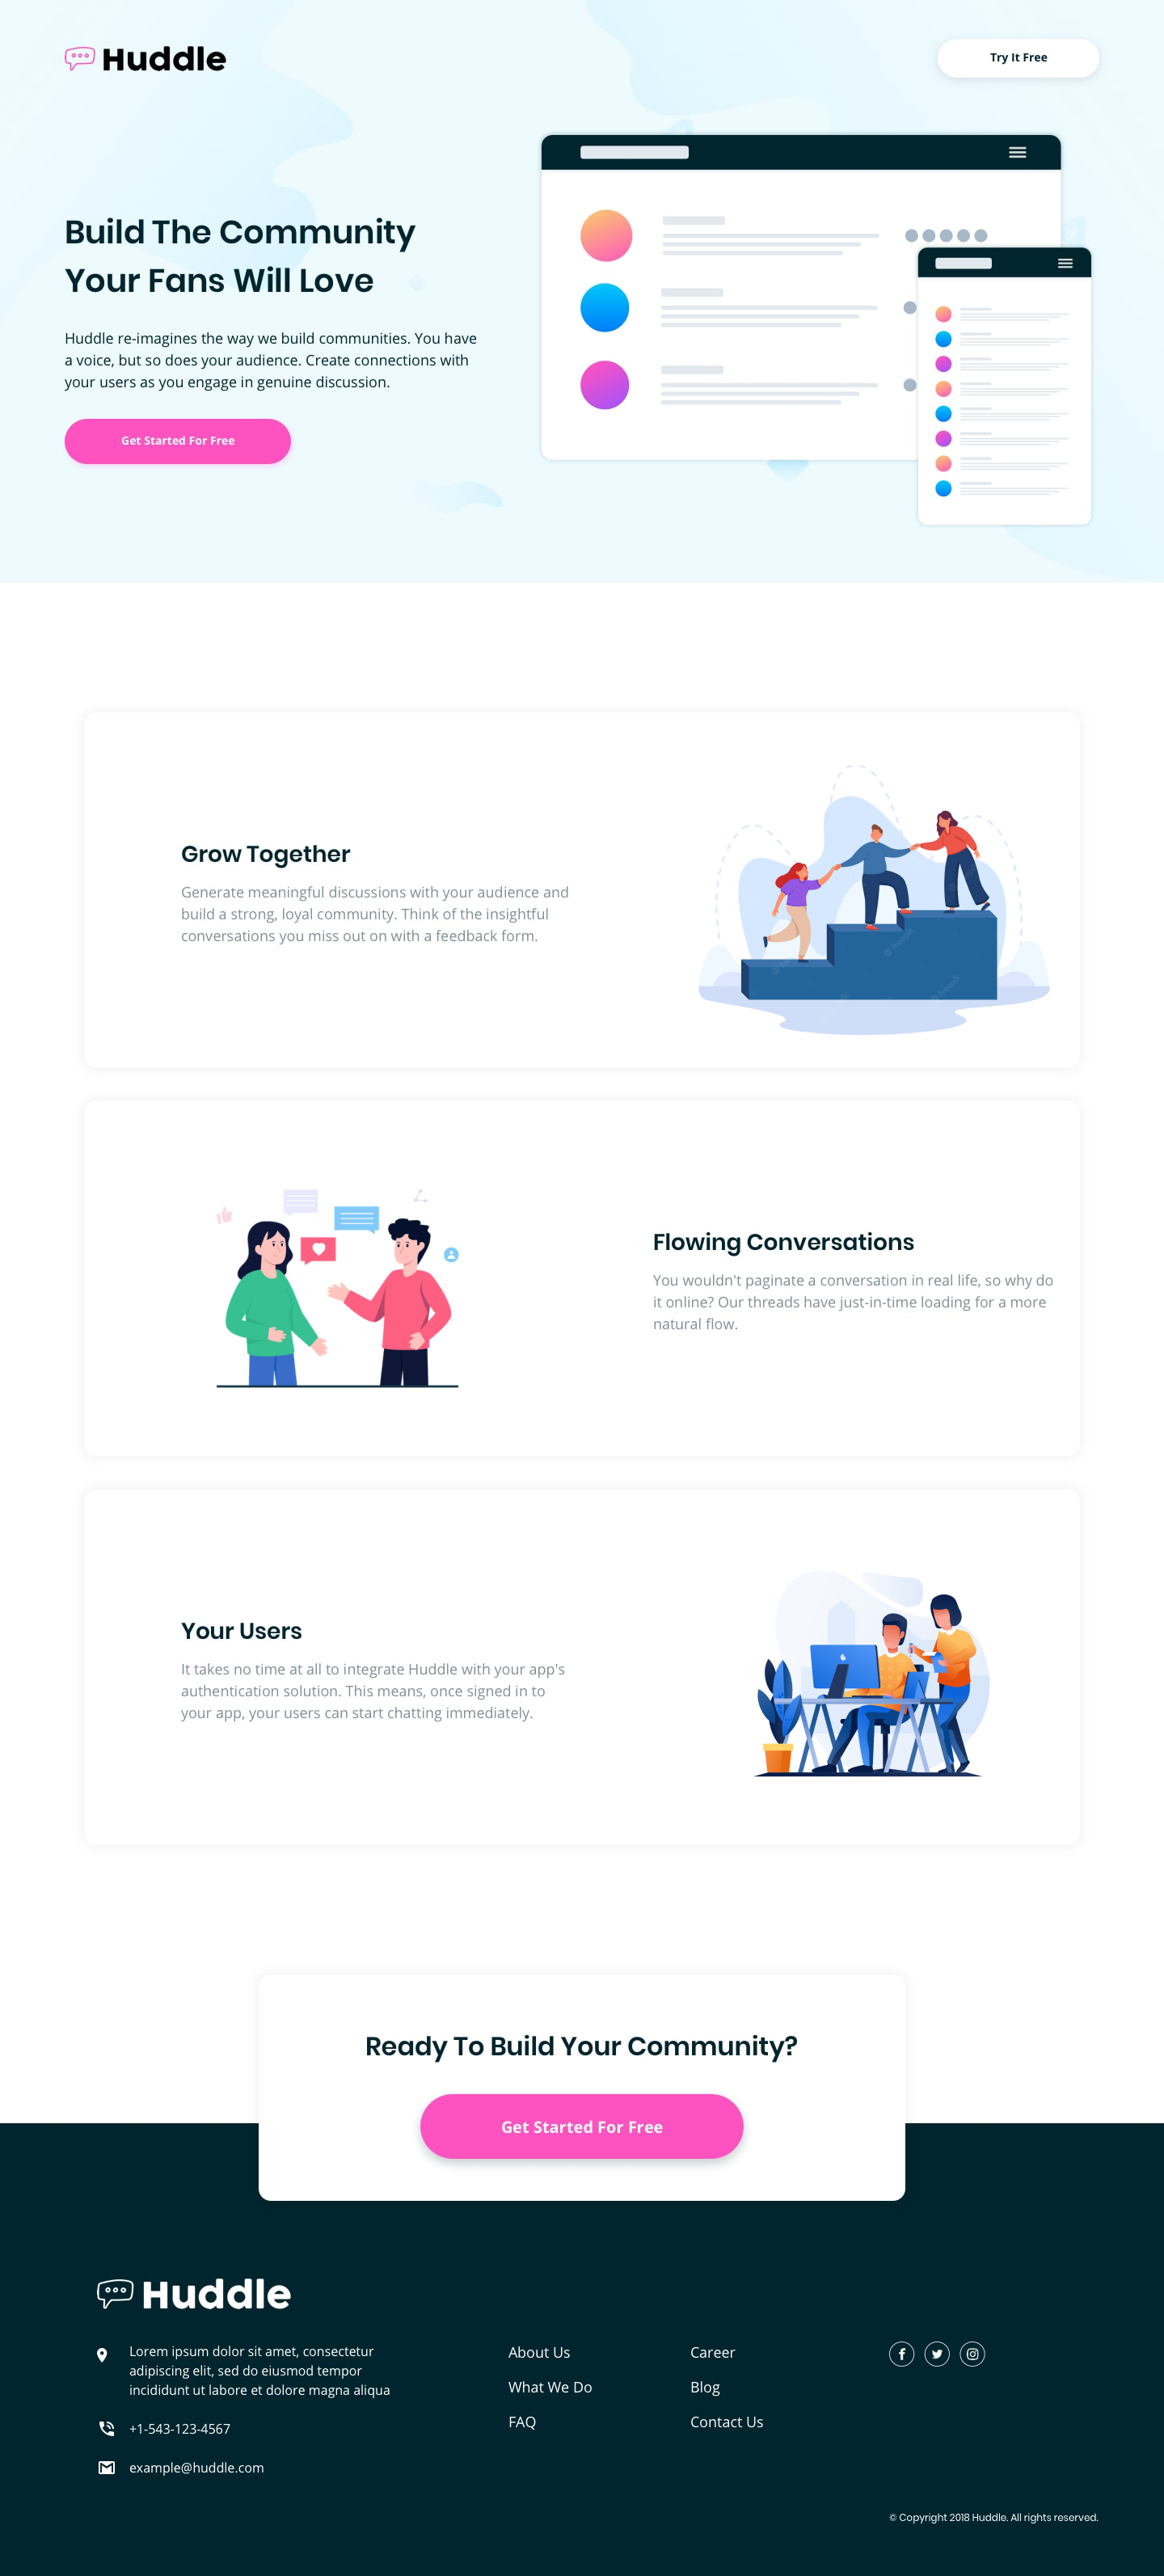 Huddle
Try It Free
Build The Community
Your Fans Will Love
Huddle re-imagines the way we build communities. You have
a voice, but so does your audience. Create connections with
your users as you engage in genuine discussion.
Get Started For Free
Grow Together
Generate meaningful discussions with your audience and
build a strong, loyal community. Think of the insightful
conversations you miss out on with a feedback form.
Flowing Conversations
You wouldn't paginate a conversation in real life, so why do
it online? Our threads have just-in-time loading for a more
natural flow.
Your Users
It takes no time at all to integrate Huddle with your app's
authentication solution. This means, once signed in to
your app, your users can start chatting immediately.
Ready To Build Your Community?
Get Started For Free
Huddle
Lorem ipsum dolor sit amet, consectetur
adipiscing elit, sed do eiusmod tempor
incididunt ut labore et dolore magna aliqua
+1-543-123-4567
example@huddle.com
About Us
What We Do
FAQ
Career
Blog
Contact Us
© Copyright 2018 Huddle. All rights reserved.